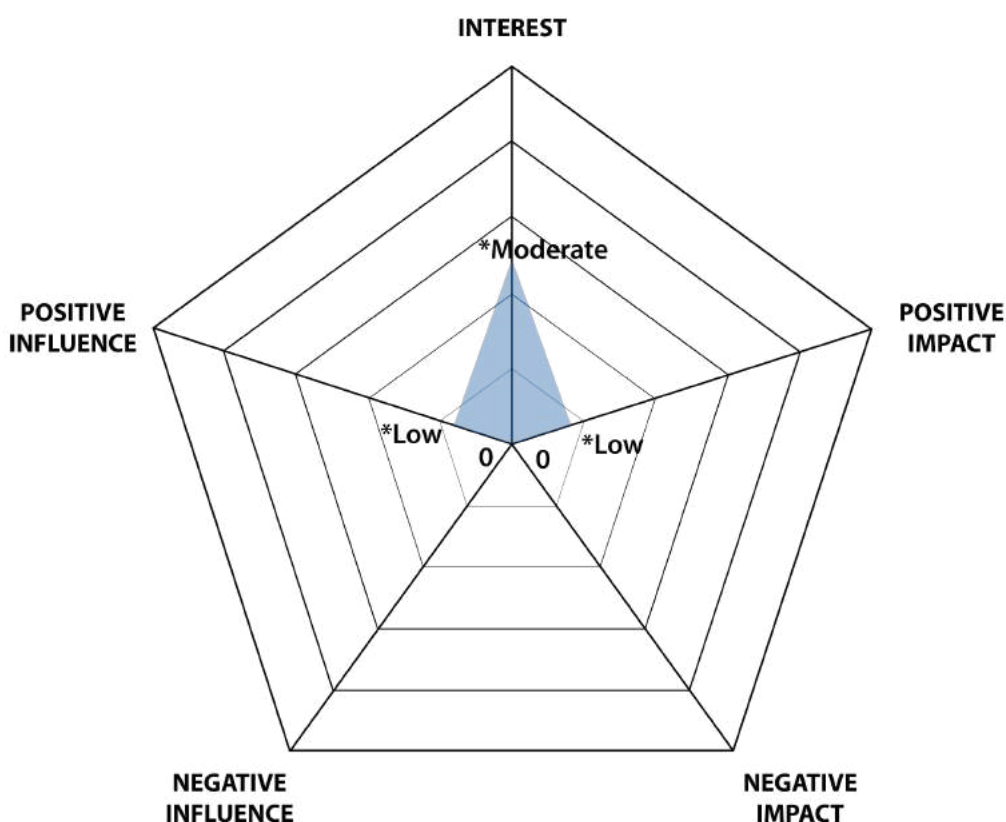 INTEREST
*Moderate
POSITIVE
INFLUENCE
POSITIVE
IMPACT
*Low
*Low
0
0
NEGATIVE
INFLUENCE
NEGATIVE
IMPACT